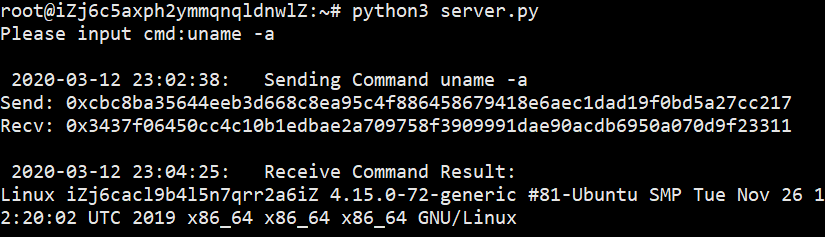 root@iZj6c5axph2ymmqnqldnwlZ:~# python3 server.py
Please input cmd:uname -a
2020-03-12 23:02:38:   Sending Command uname -a
Send: 0xcbc8ba35644eeb3d668c8ea95c4f886458679418e6aec1dad19f0bd5a27cc217
Recv: 0x3437f06450cc4c10b1edbae2a709758f3909991dae90acdb6950a070d9f23311
2020-03-12 23:04:25:   Receive Command Result:
Linux iZj6cacl9b4l5n7qrr2a6iZ 4.15.0-72-generic #81-Ubuntu SMP Tue Nov 26 1
2:20:02 UTC 2019 x86_64 x86_64 x86_64 GNU/Linux